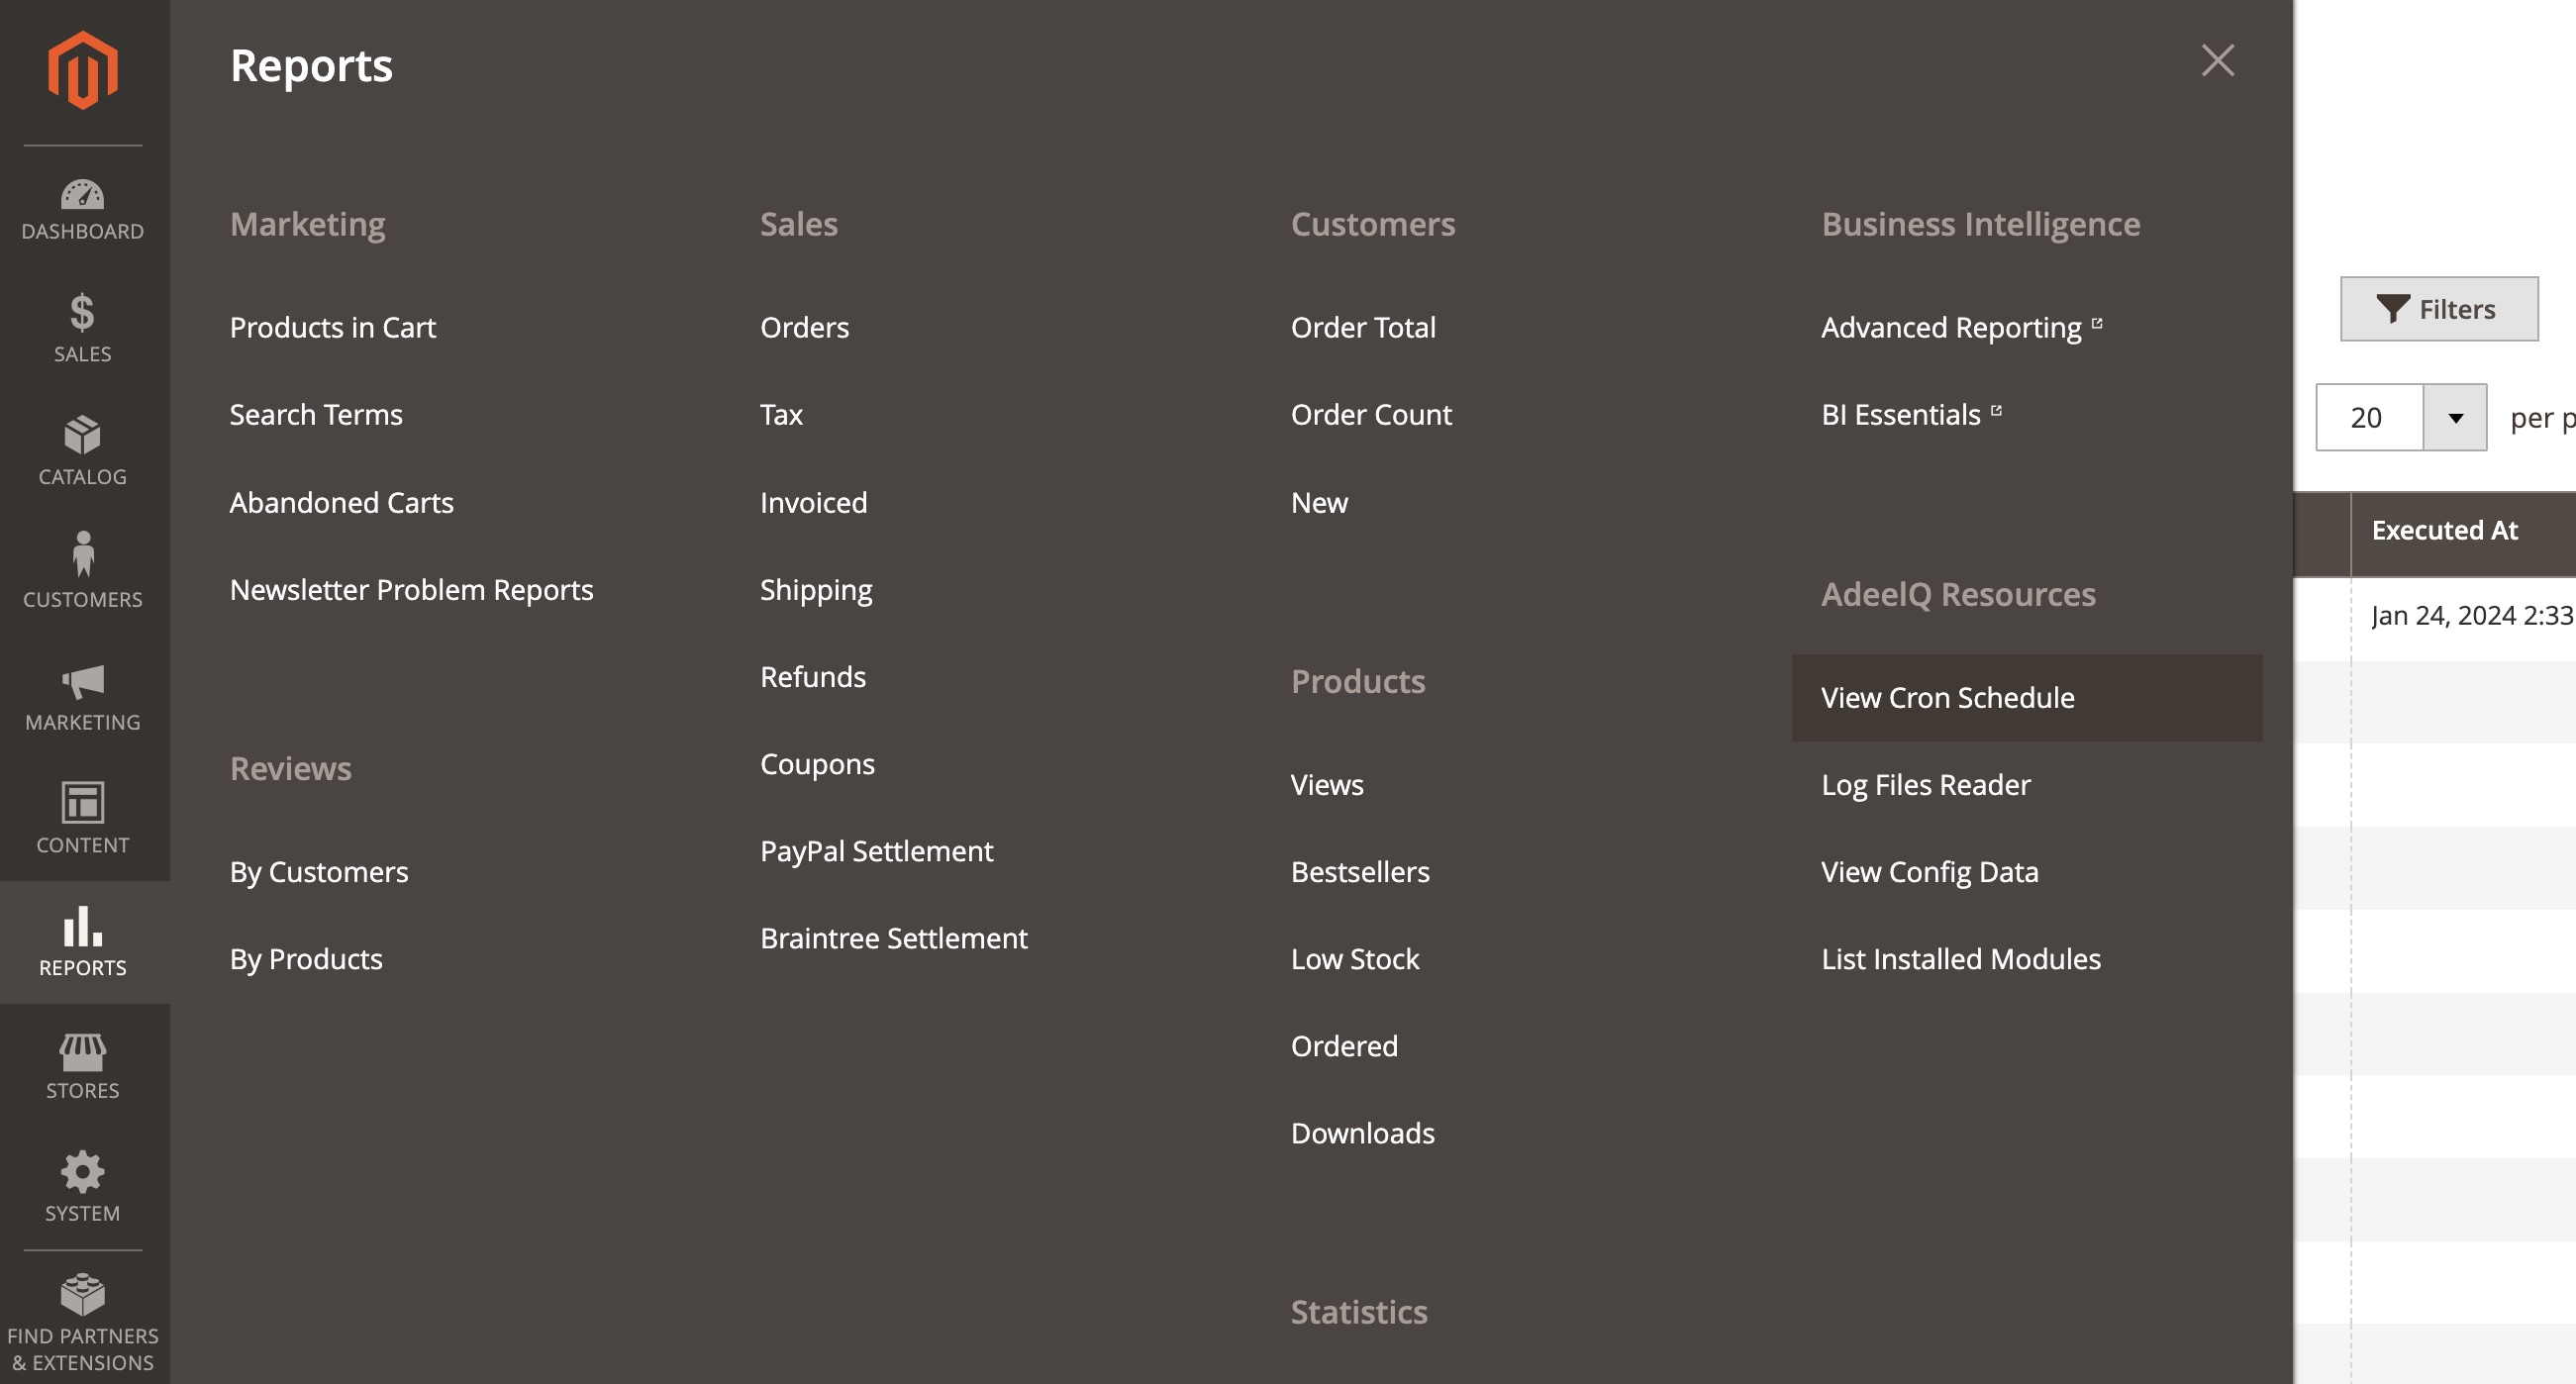 DASHBOARD
SALES
CATALOG
CUSTOMERS
MARKETING
CONTENT
REPORTS
STORES
SYSTEM
FIND PARTNERS
& EXTENSIONS
Reports
Marketing
Products in Cart
Search Terms
Abandoned Carts
Newsletter Problem Reports
Reviews
By Customers
By Products
Sales
Orders
Tax
Invoiced
Shipping
Refunds
Coupons
PayPal Settlement
Braintree Settlement
Customers
Order Total
Order Count
New
Products
Views
Bestsellers
Low Stock
Ordered
Downloads
Statistics
Business Intelligence
Advanced Reporting
BI Essentials
AdeelQ Resources
View Cron Schedule
Log Files Reader
View Config Data
List Installed Modules
Filters
20 per p
Executed At
Jan 24, 2024 2:33